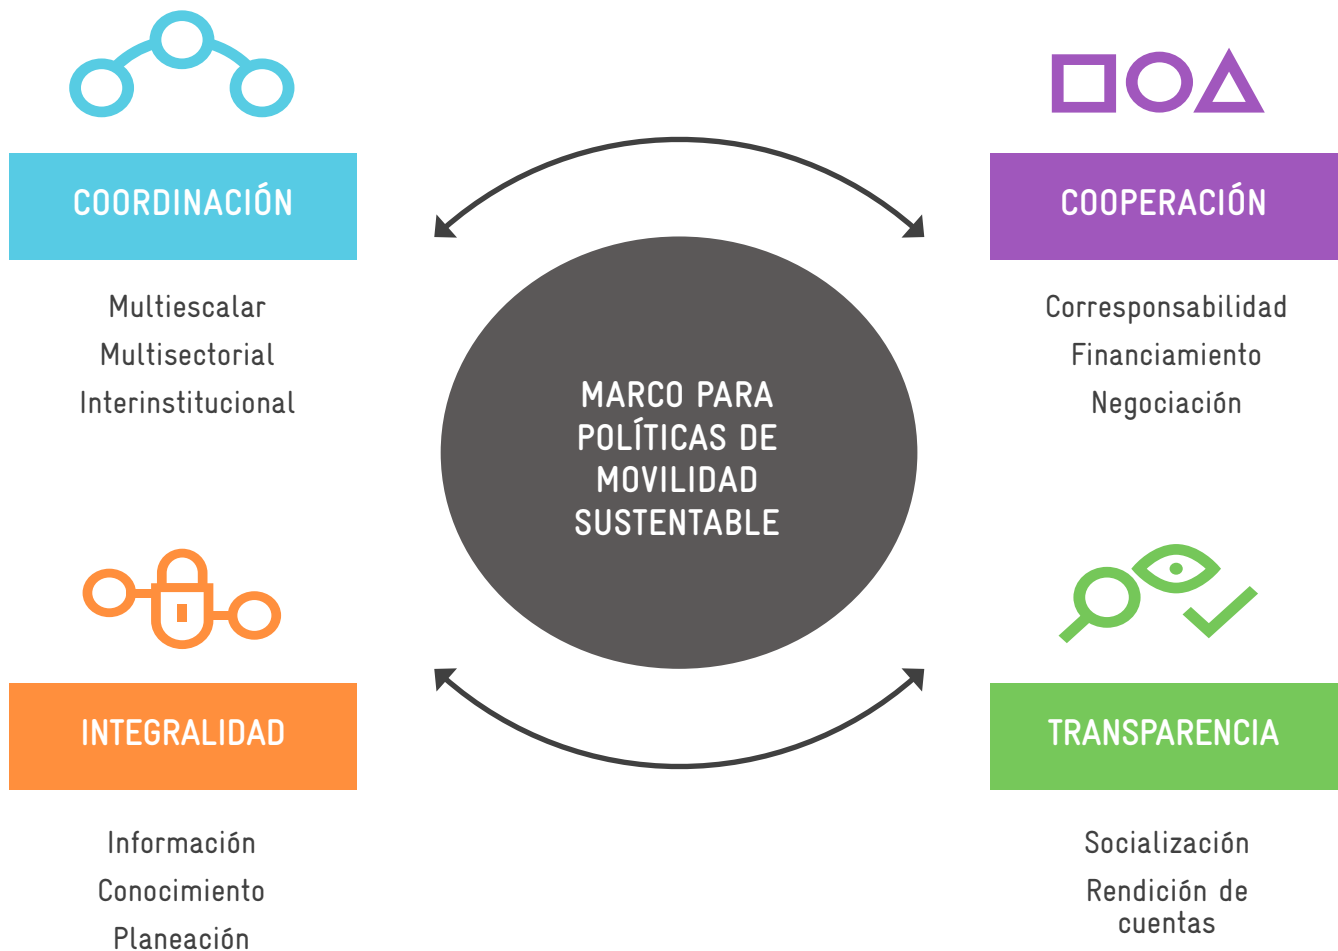 COORDINACIÓN
Multiescalar
Multisectorial
Interinstitucional
COOPERACIÓN
Corresponsabilidad
Financiamiento
Negociación
MARCO PARA
POLÍTICAS DE
MOVILIDAD
SUSTENTABLE
INTEGRALIDAD
Información
Conocimiento
Planeación
TRANSPARENCIA
Socialización
Rendición de
cuentas